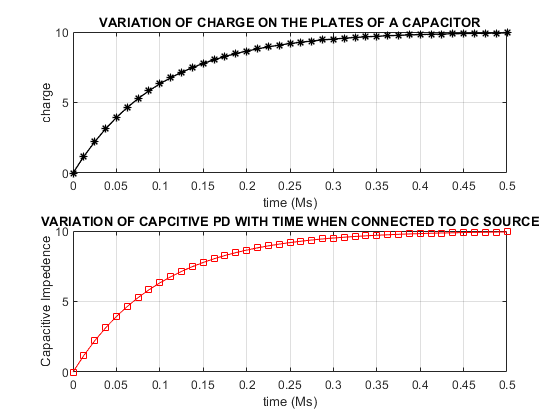 VARIATION OF CHARGE ON THE PLATES OF A CAPACITOR
10
5
0
charge
0 0.05 0.1 0.15 0.2 0.25 0.3 0.35 0.4 0.45 0.5
time (Ms)
VARIATION OF CAPCITIVE PD WITH TIME WHEN CONNECTED TO DC SOURCE
10
5
0
Capacitive Impedence
0 0.05 0.1 0.15 0.2 0.25 0.3 0.35 0.4 0.45 0.5
time (Ms)